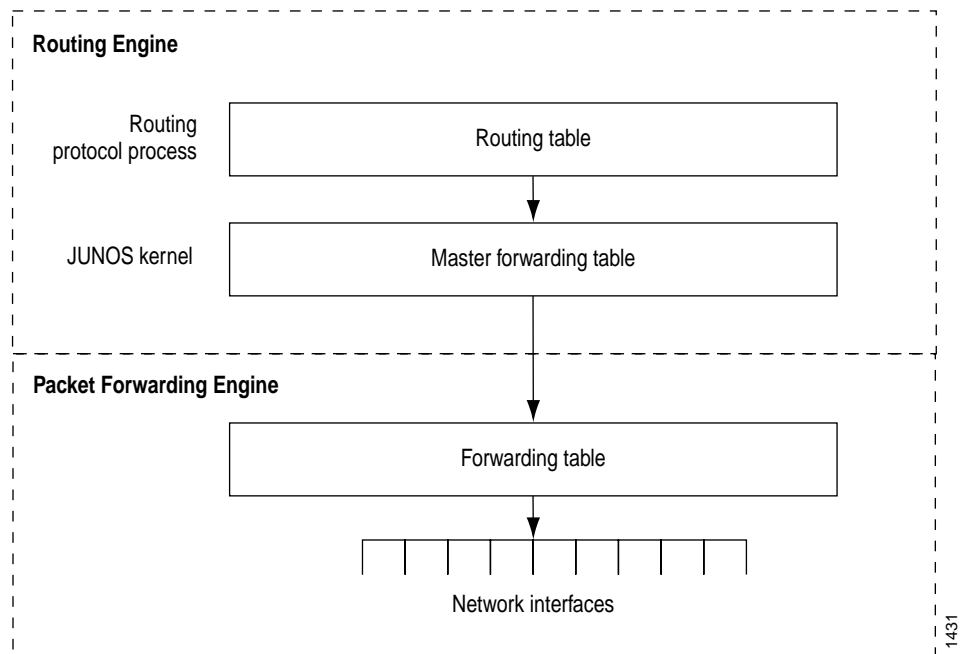 Routing Engine
Routing
protocol process
Routing table
JUNOS kernel
Master forwarding table
Packet Forwarding Engine
Forwarding table
Network interfaces
1431